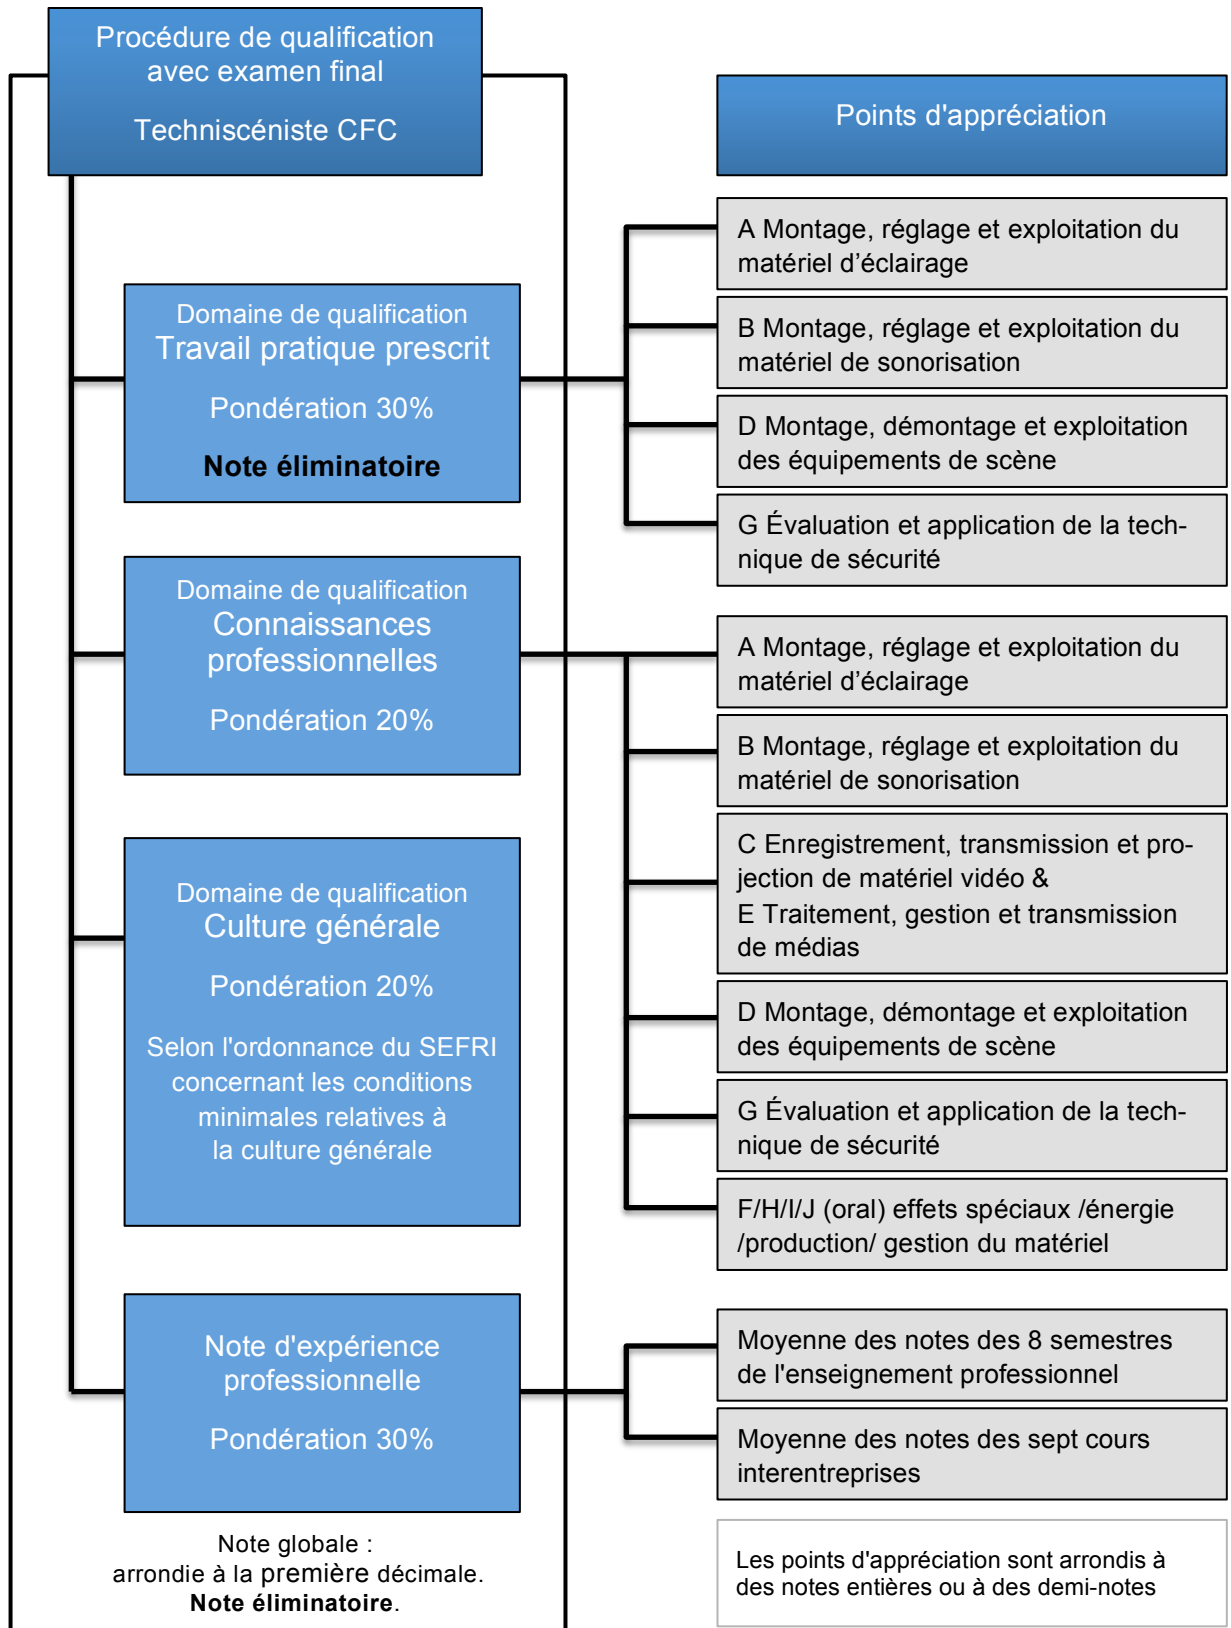 Procédure de qualification
avec examen final
Techniscéniste CFC
Points d'appréciation
Domaine de qualification
Travail pratique prescrit
Pondération 30%
Note éliminatoire
A Montage, réglage et exploitation du
matériel d’éclairage
B Montage, réglage et exploitation du
matériel de sonorisation
D Montage, démontage et exploitation
des équipements de scène
G Évaluation et application de la tech-
nique de sécurité
Domaine de qualification
Connaissances
professionnelles
Pondération 20%
A Montage, réglage et exploitation du
matériel d’éclairage
B Montage, réglage et exploitation du
matériel de sonorisation
C Enregistrement, transmission et pro-
jection de matériel vidéo &
E Traitement, gestion et transmission
de médias
D Montage, démontage et exploitation
des équipements de scène
G Évaluation et application de la tech-
nique de sécurité
F/H/I/J (oral) effets spéciaux /énergie
/production/ gestion du matériel
Domaine de qualification
Culture générale
Pondération 20%
Selon l'ordonnance du SEFRI
concernant les conditions
minimales relatives à
la culture générale
Note d'expérience
professionnelle
Pondération 30%
Moyenne des notes des 8 semestres
de l'enseignement professionnel
Moyenne des notes des sept cours
interentreprises
Note globale :
arrondie à la première décimale.
Note éliminatoire.
Les points d'appréciation sont arrondis à
des notes entières ou à des demi-notes